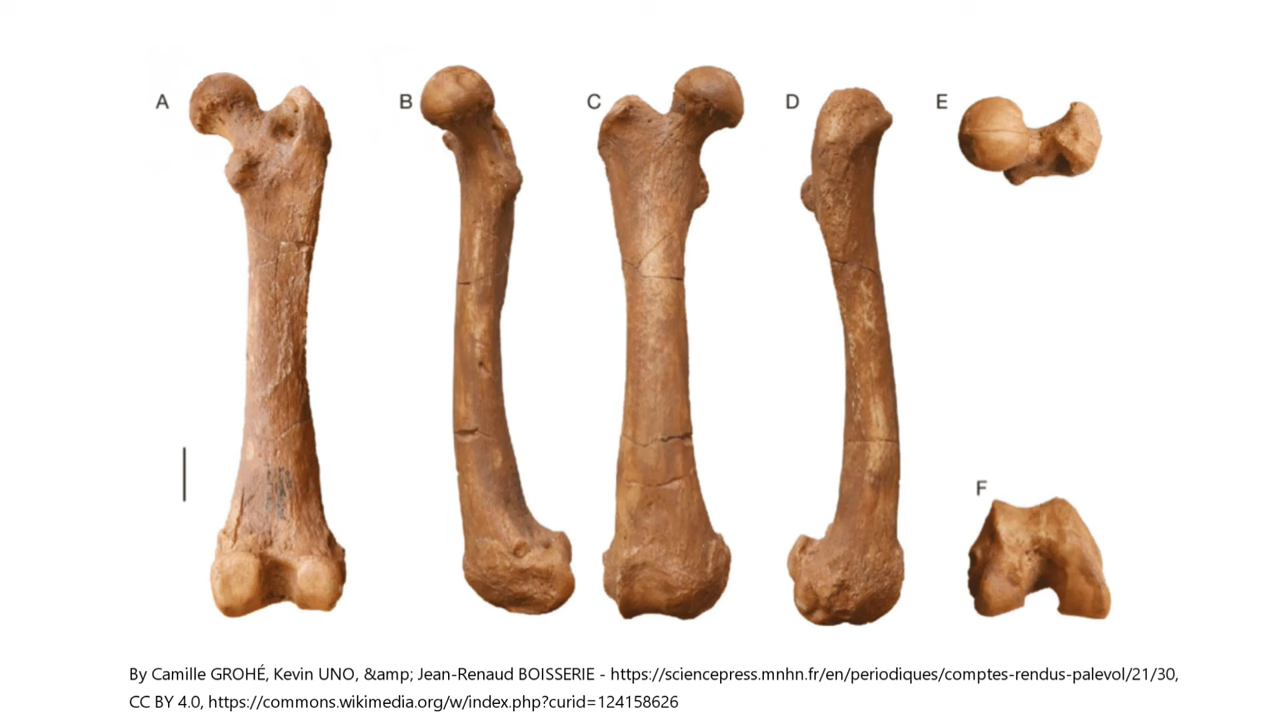 A
B
C
D
E
F
By Camille GROHÉ, Kevin UNO, &amp; Jean-Renaud BOISSERIE - https://sciencepress.mnhn.fr/en/periodiques/comptes-rendus-palevol/21/30,
CC BY 4.0, https://commons.wikimedia.org/w/index.php?curid=124158626